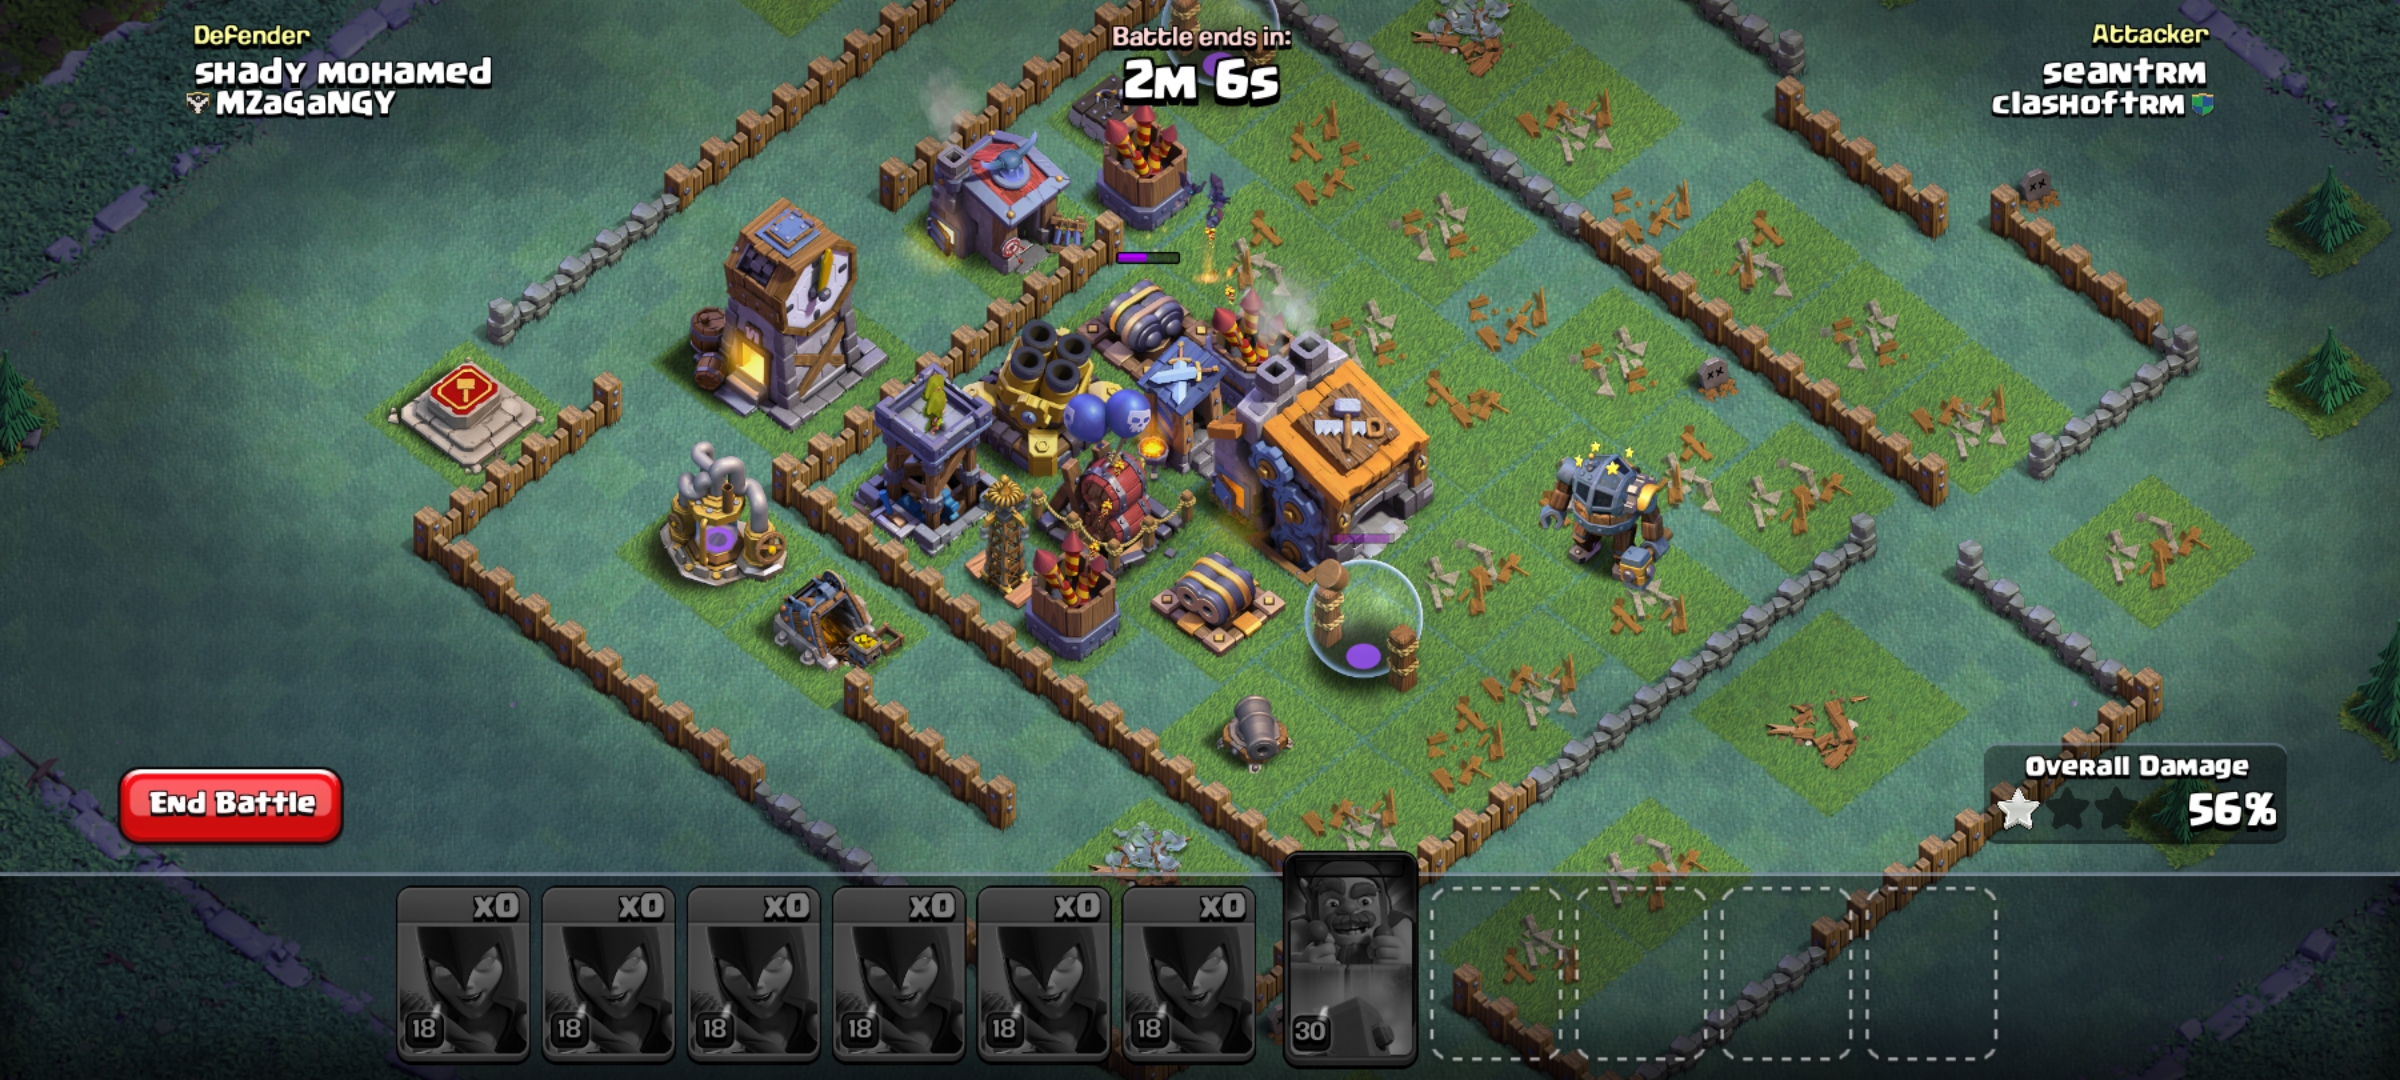 Defender
shady mohamed
MZaGaNGY
Battle ends in:
2m 6s
Attacker
seantrm
clashoftrm
End Battle
Overall Damage
56%
x0
x0
x0
x0
x0
x0
18
18
18
18
18
18
30